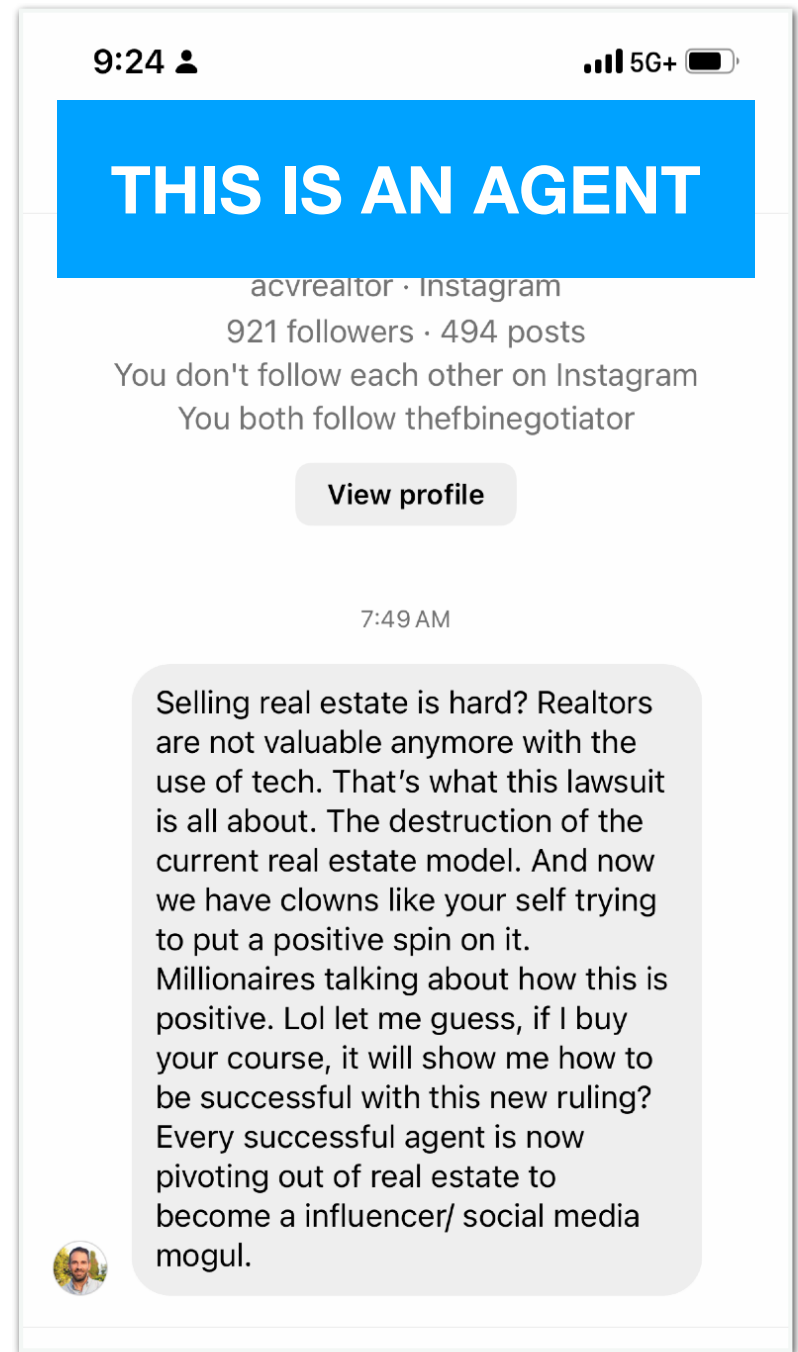 9:24
5G+
THIS IS AN AGENT
acvrealtor · Instagram
921 followers · 494 posts
You don't follow each other on Instagram
You both follow thefbinegotiator
View profile
7:49 AM
Selling real estate is hard? Realtors
are not valuable anymore with the
use of tech. That’s what this lawsuit
is all about. The destruction of the
current real estate model. And now
we have clowns like your self trying
to put a positive spin on it.
Millionaires talking about how this is
positive. Lol let me guess, if I buy
your course, it will show me how to
be successful with this new ruling?
Every successful agent is now
pivoting out of real estate to
become a influencer/ social media
mogul.